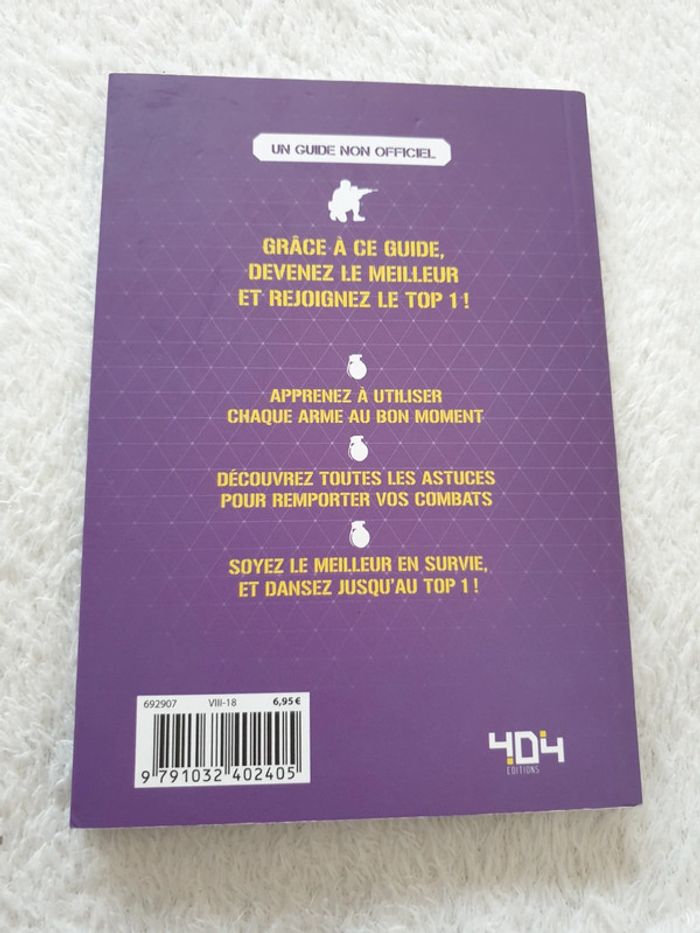 UN GUIDE NON OFFICIEL
GRÂCE À CE GUIDE,
DEVENEZ LE MEILLEUR
ET REJOIGNEZ LE TOP 1 !
APPRENEZ À UTILISER
CHAQUE ARME AU BON MOMENT
DÉCOUVREZ TOUTES LES ASTUCES
POUR REMPORTER VOS COMBATS
SOYEZ LE MEILLEUR EN SURVIE,
ET DANSEZ JUSQU'AU TOP 1 !
692907 VIII-18 6,95 €
9 791032 402405
404
EDITIONS